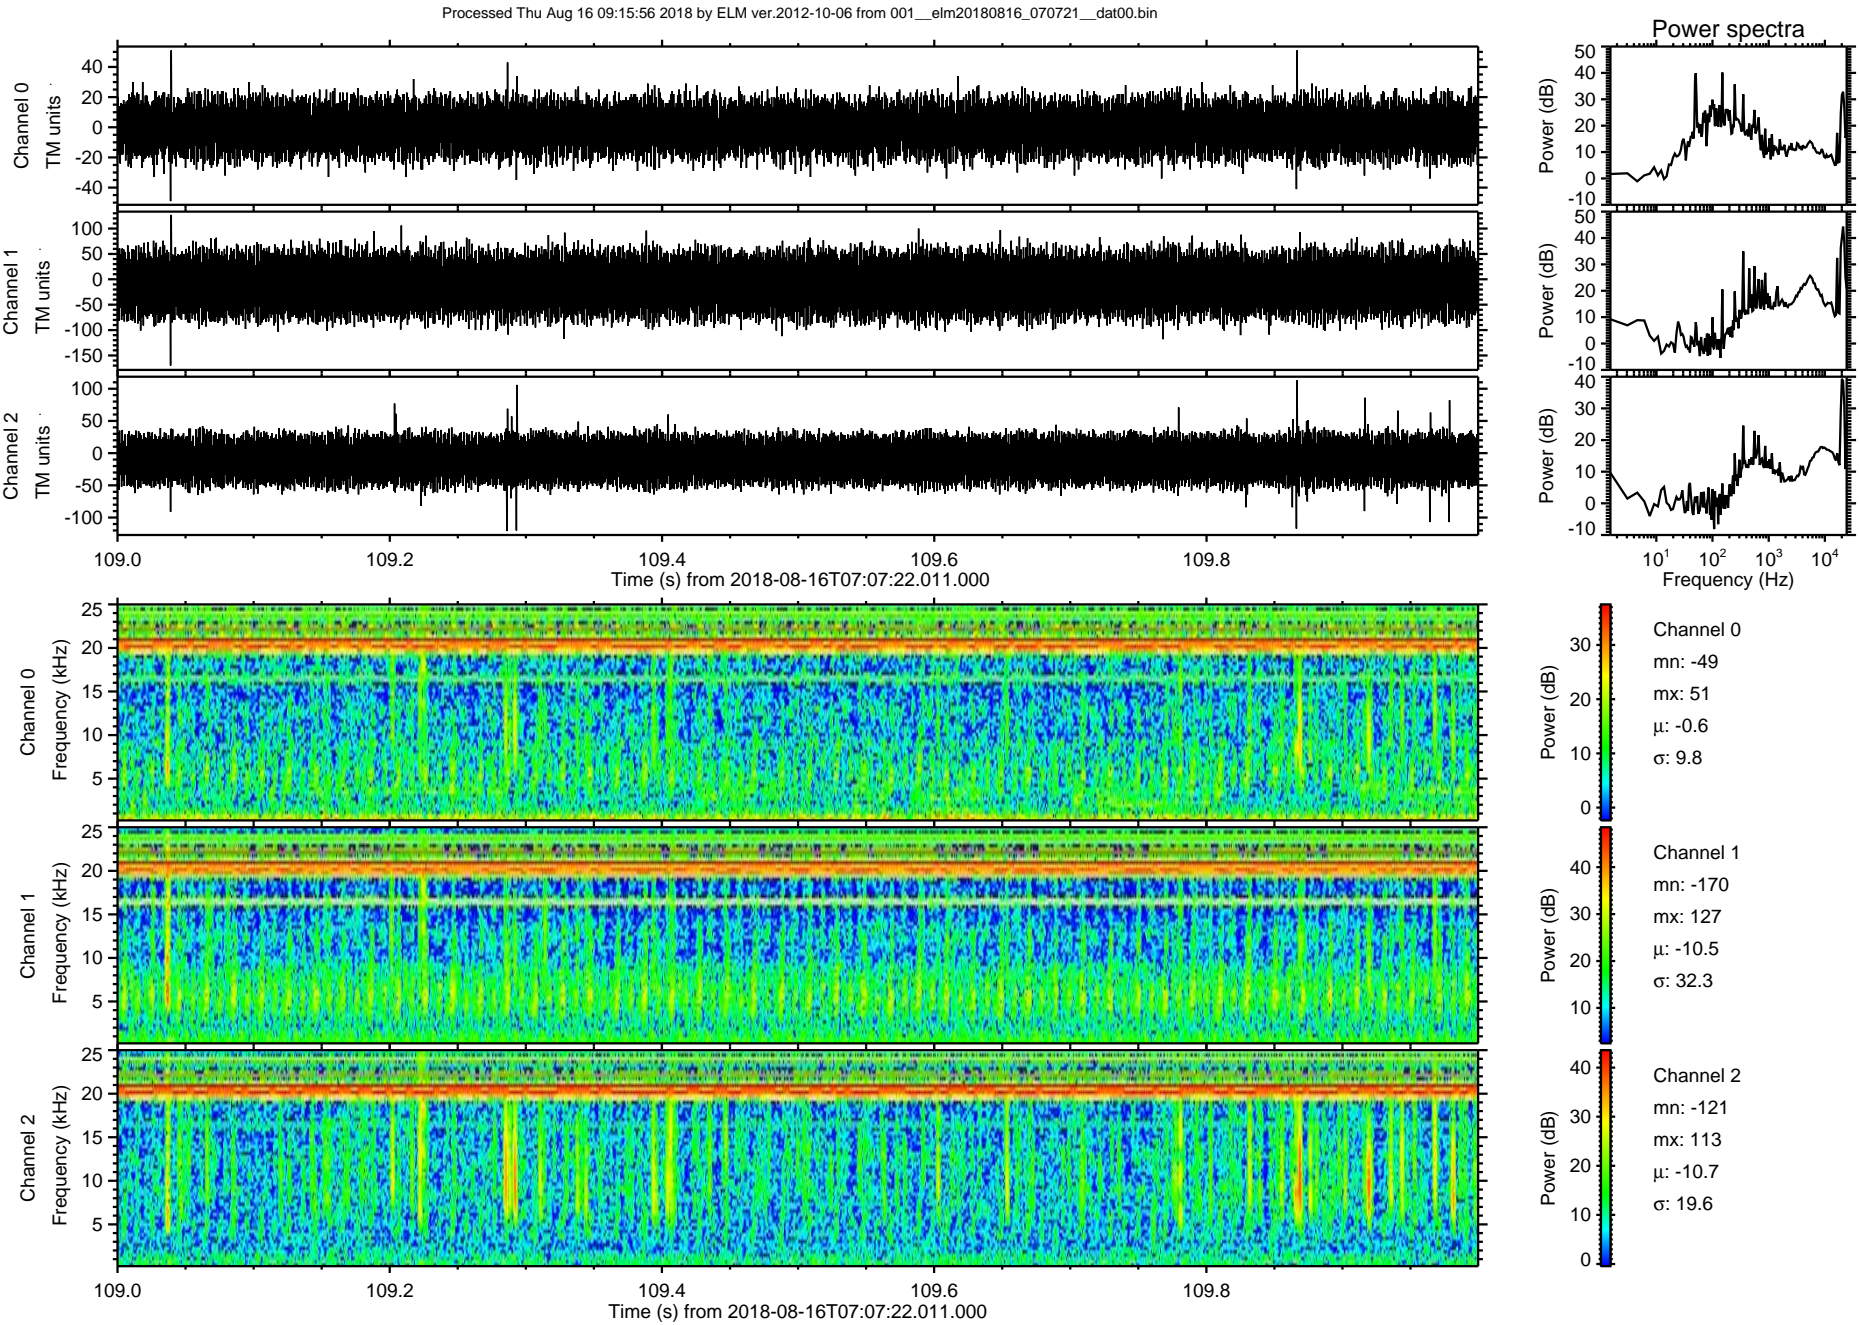 Processed Thu Aug 16 09:15:56 2018 by ELM ver.2012-10-06 from 001__elm20180816_070721__dat00.bin
Power spectra
Channel 0
TM units
40
20
0
-20
-40
Power (dB)
50
40
30
20
10
0
-10
Channel 1
TM units
100
50
0
-50
-100
-150
Power (dB)
50
40
30
20
10
0
-10
Channel 2
TM units
100
50
0
-50
-100
Power (dB)
40
30
20
10
0
-10
109.0 109.2 109.4 109.6 109.8
Time (s) from 2018-08-16T07:07:22.011.000
10^1 10^2 10^3 10^4
Frequency (Hz)
Channel 0
Frequency (kHz)
25
20
15
10
5
Power (dB)
30
20
10
0
Channel 0
mn: -49
mx: 51
μ: -0.6
σ: 9.8
Channel 1
Frequency (kHz)
25
20
15
10
5
Power (dB)
40
30
20
10
Channel 1
mn: -170
mx: 127
μ: -10.5
σ: 32.3
Channel 2
Frequency (kHz)
25
20
15
10
5
Power (dB)
40
30
20
10
0
Channel 2
mn: -121
mx: 113
μ: -10.7
σ: 19.6
109.0 109.2 109.4 109.6 109.8
Time (s) from 2018-08-16T07:07:22.011.000